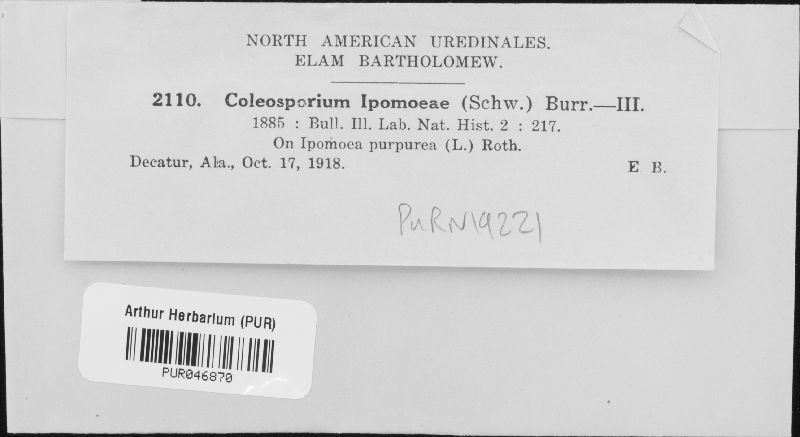 NORTH AMERICAN UREDINALES.
ELAM BARTHOLOMEW.
2110. Coleosporium Ipomoeae (Schw.) Burr.—III.
1885 : Bull. Ill. Lab. Nat. Hist. 2 : 217.
On Ipomoea purpurea (L.) Roth.
Decatur, Ala., Oct. 17, 1918. E B.
PURN19221
Arthur Herbarium (PUR)
PUR046870